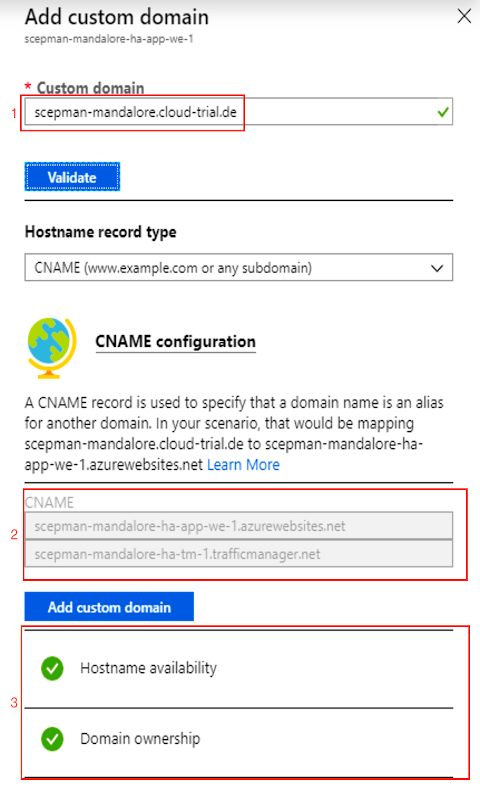 Add custom domain
scepman-mandalore-ha-app-we-1
* Custom domain
1
scepman-mandalore.cloud-trial.de
Validate
Hostname record type
CNAME (www.example.com or any subdomain)
CNAME configuration
A CNAME record is used to specify that a domain name is an alias
for another domain. In your scenario, that would be mapping
scepman-mandalore.cloud-trial.de to scepman-mandalore-ha-
app-we-1.azurewebsites.net Learn More
CNAME
2
scepman-mandalore-ha-app-we-1.azurewebsites.net
scepman-mandalore-ha-tm-1.trafficmanager.net
Add custom domain
Hostname availability
3
Domain ownership